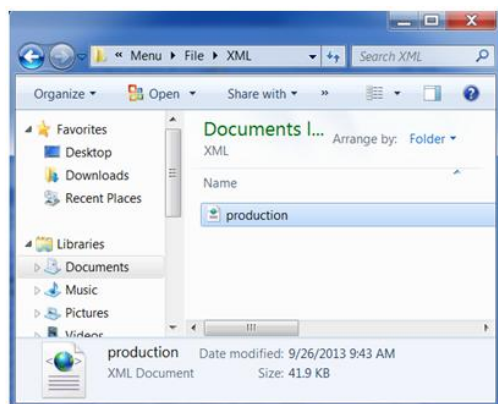 « Menu File XML Search XML
Organize Open Share with »
Favorites
Desktop
Downloads
Recent Places
Libraries
Documents
Music
Pictures
Videos
Documents l...
XML
Arrange by: Folder
Name
production
production Date modified: 9/26/2013 9:43 AM
XML Document Size: 41.9 KB